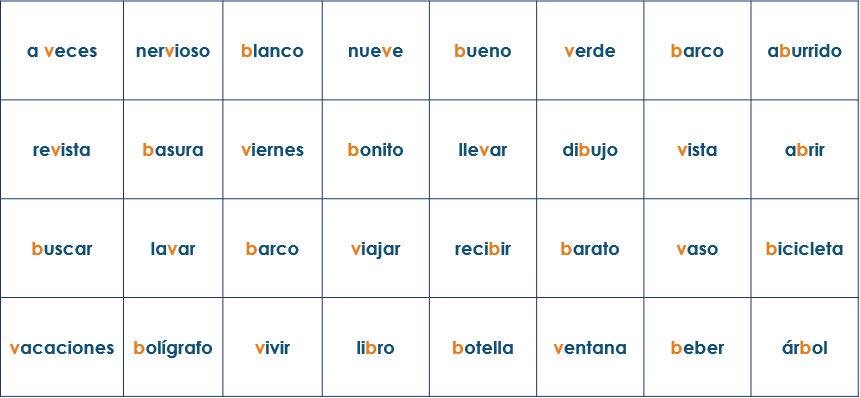 a veces nervioso blanco nueve bueno verde barco aburrido
revista basura viernes bonito llevar dibujo vista abrir
buscar lavar barco viajar recibir barato vaso bicicleta
vacaciones bolígrafo vivir libro botella ventana beber árbol